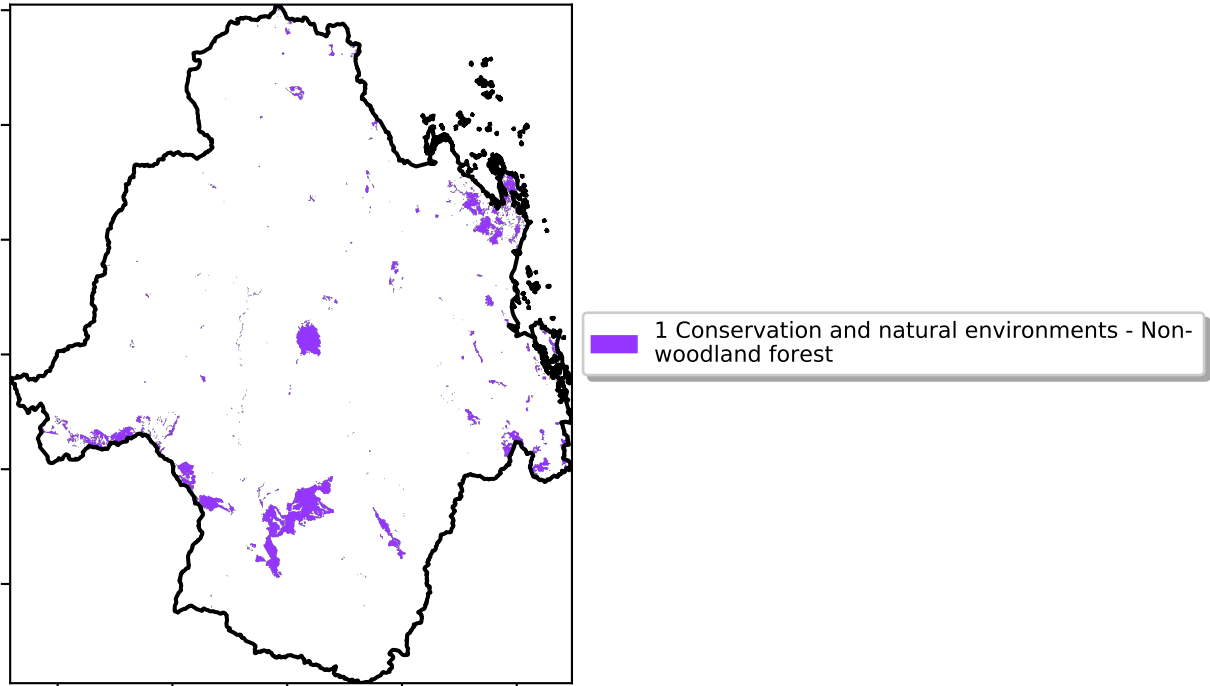 1 Conservation and natural environments - Non-
woodland forest